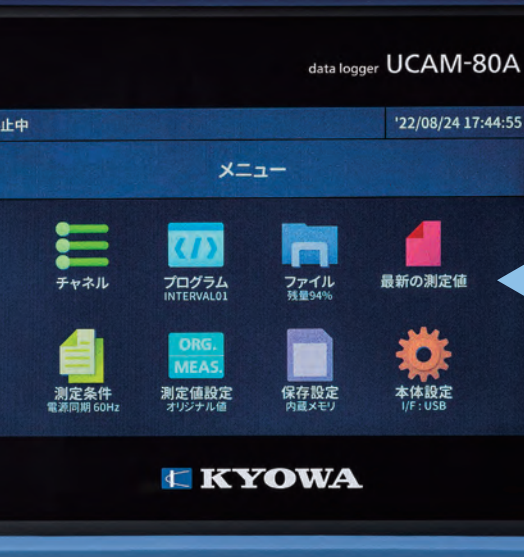 data logger UCAM-80A
止中
'22/08/24 17:44:55
メニュー
チャネル
プログラム
INTERVAL01
ファイル
残量94%
最新の測定値
測定条件
電源同期 60Hz
ORG.
MEAS.
測定値設定
オリジナル値
保存設定
内蔵メモリ
本体設定
I/F : USB
KYOWA